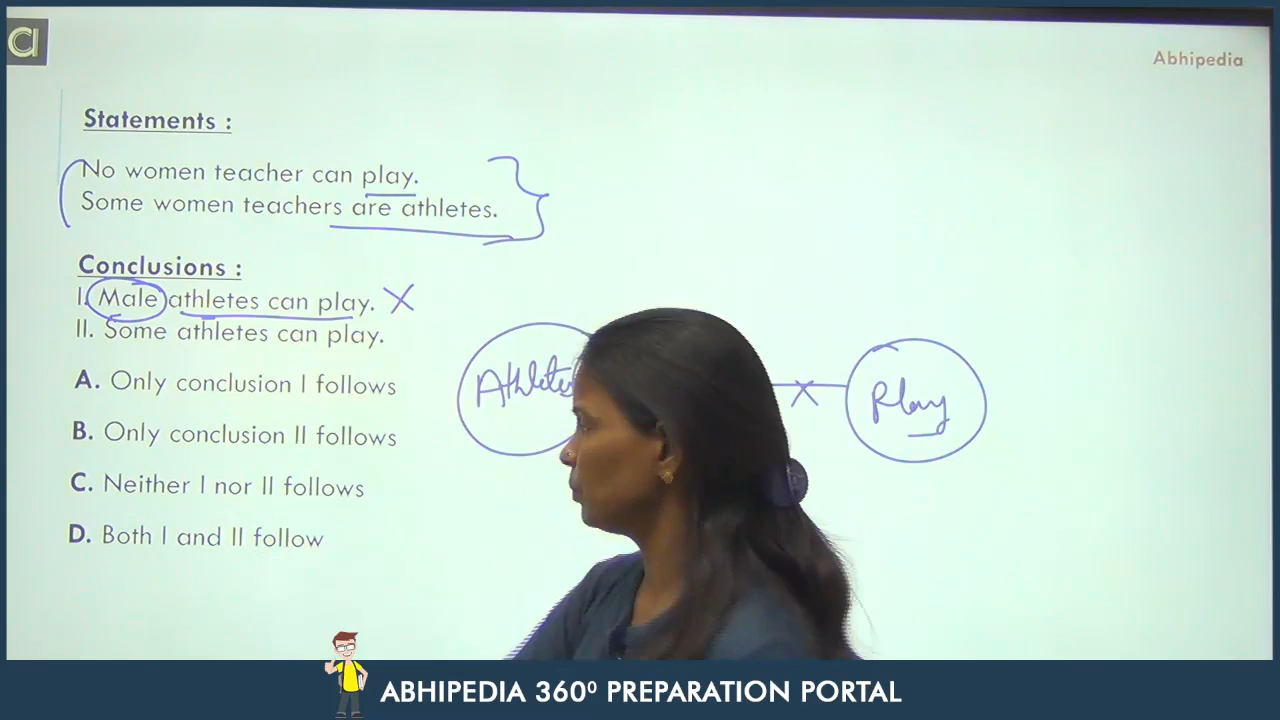 Abhipedia
Statements :
No women teacher can play.
Some women teachers are athletes.
Conclusions :
I. Male athletes can play.
II. Some athletes can play.
A. Only conclusion I follows
B. Only conclusion II follows
C. Neither I nor II follows
D. Both I and II follow
Athletes
Play
ABHIPEDIA 360⁰ PREPARATION PORTAL